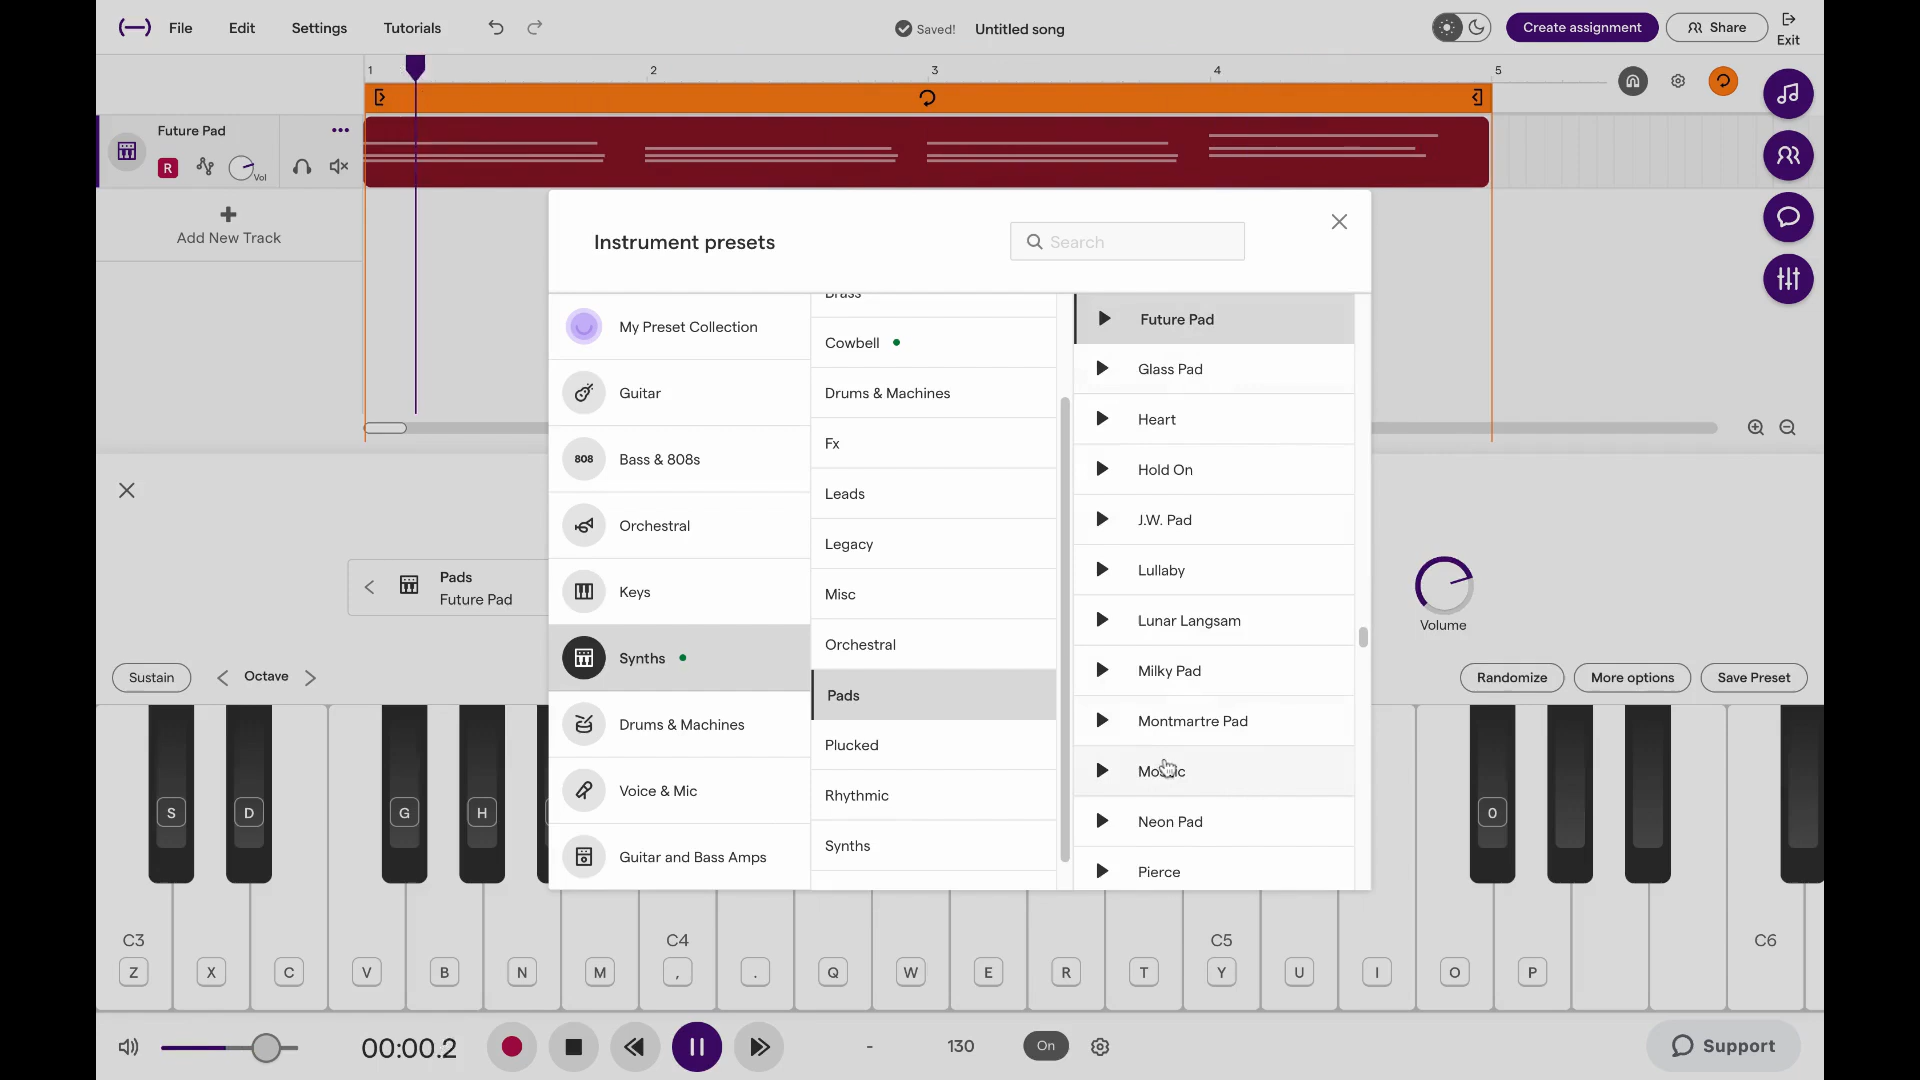 File
Edit
Settings
Tutorials
Saved!
Untitled song
Create assignment
Share
Exit
1
2
3
4
5
Future Pad
R
Vol
Add New Track
Instrument presets
Search
My Preset Collection
Guitar
808
Bass & 808s
Orchestral
Keys
Synths
Drums & Machines
Voice & Mic
Guitar and Bass Amps
Brass
Cowbell
Drums & Machines
Fx
Leads
Legacy
Misc
Orchestral
Pads
Plucked
Rhythmic
Synths
Future Pad
Glass Pad
Heart
Hold On
J.W. Pad
Lullaby
Lunar Langsam
Milky Pad
Montmartre Pad
Neon Pad
Pierce
Pads
Future Pad
Volume
Sustain
Octave
Randomize
More options
Save Preset
S
D
G
H
0
C3
C4
C5
C6
Z
X
C
V
B
N
M
,
.
Q
W
E
R
T
Y
U
I
O
P
00:00.2
-
130
On
Support